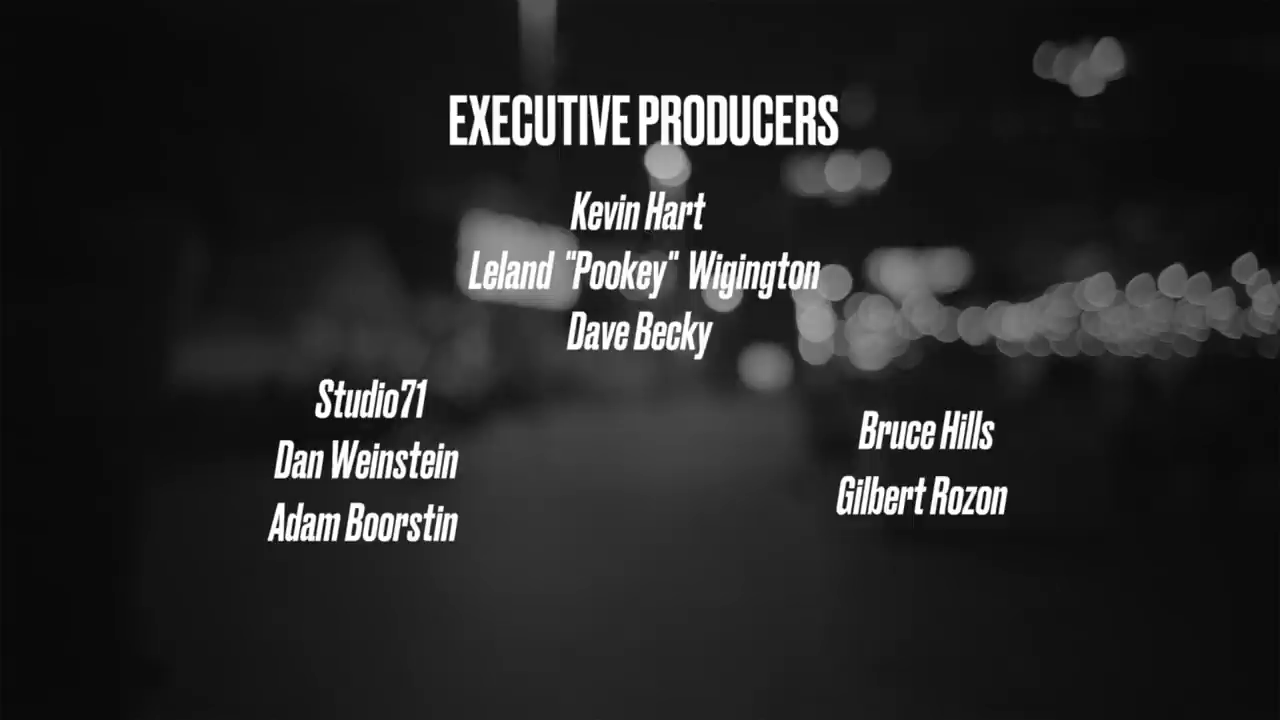 EXECUTIVE PRODUCERS
Kevin Hart
Leland "Pookey" Wigington
Dave Becky
Studio71
Dan Weinstein
Adam Boorstin
Bruce Hills
Gilbert Rozon